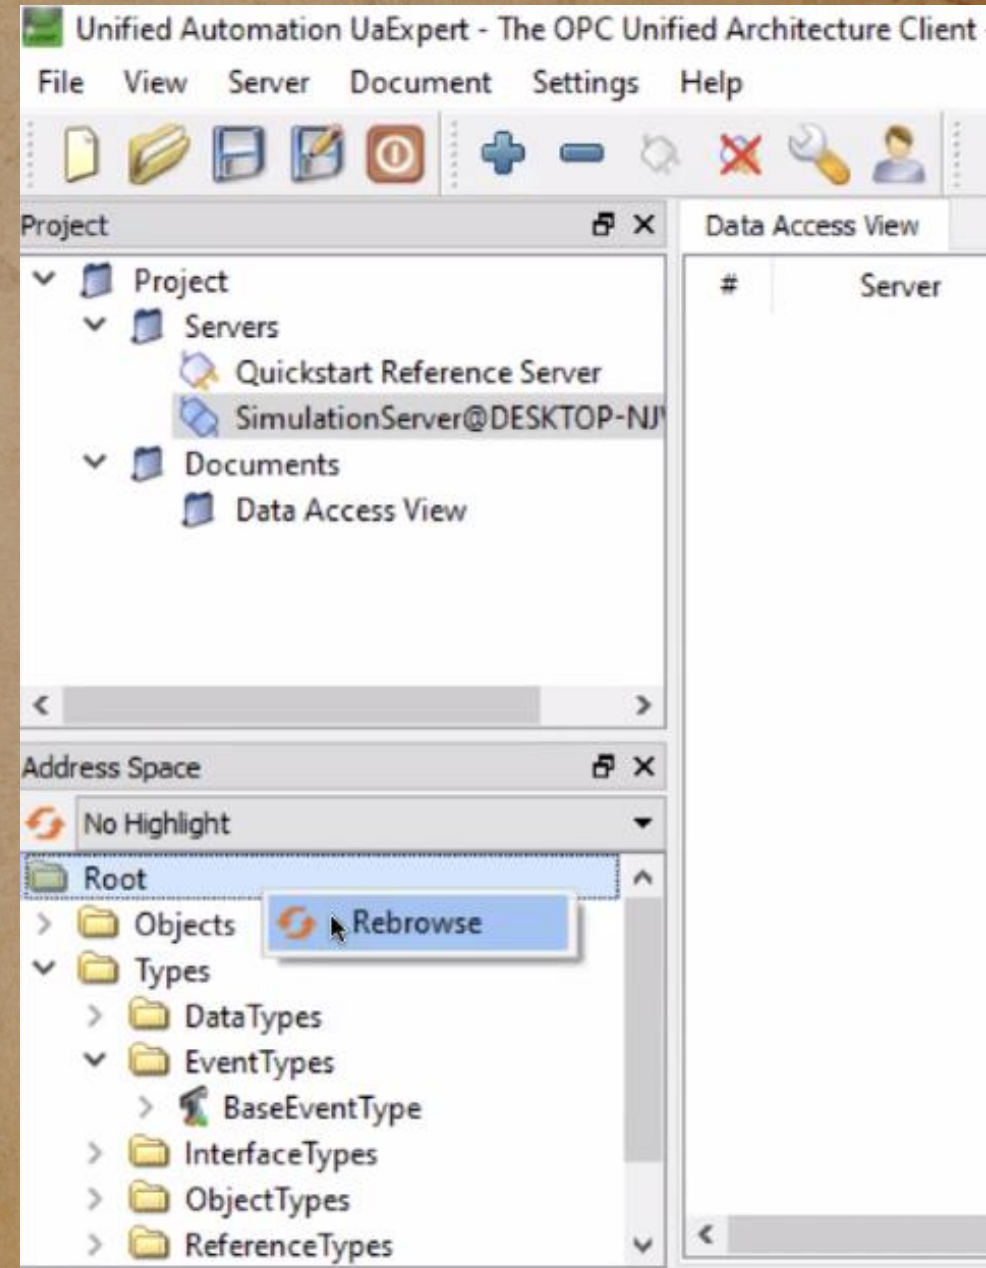 Unified Automation UaExpert - The OPC Unified Architecture Client -
File View Server Document Settings Help
Project
Data Access View
Project
# Server
Servers
Quickstart Reference Server
SimulationServer@DESKTOP-NJ
Documents
Data Access View
Address Space
No Highlight
Root
Objects
Rebrowse
Types
DataTypes
EventTypes
BaseEventType
InterfaceTypes
ObjectTypes
ReferenceTypes